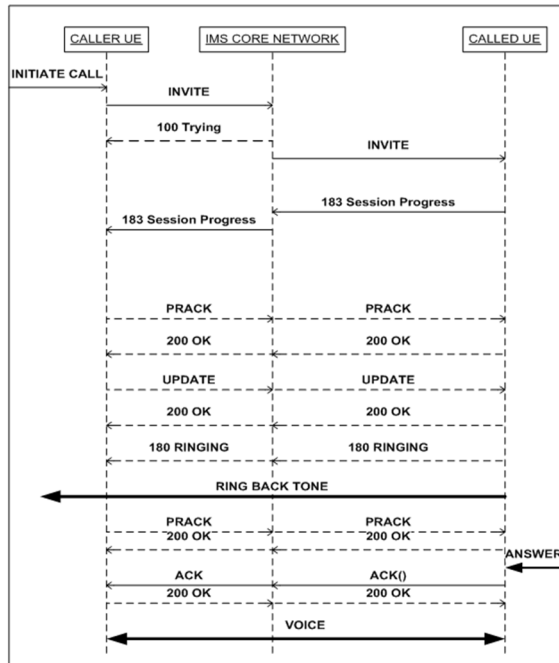 CALLER UE IMS CORE NETWORK CALLED UE
INITIATE CALL
INVITE
100 Trying
INVITE
183 Session Progress
183 Session Progress
PRACK PRACK
200 OK 200 OK
UPDATE UPDATE
200 OK 200 OK
180 RINGING 180 RINGING
RING BACK TONE
PRACK PRACK
200 OK 200 OK
ANSWER
ACK ACK()
200 OK 200 OK
VOICE